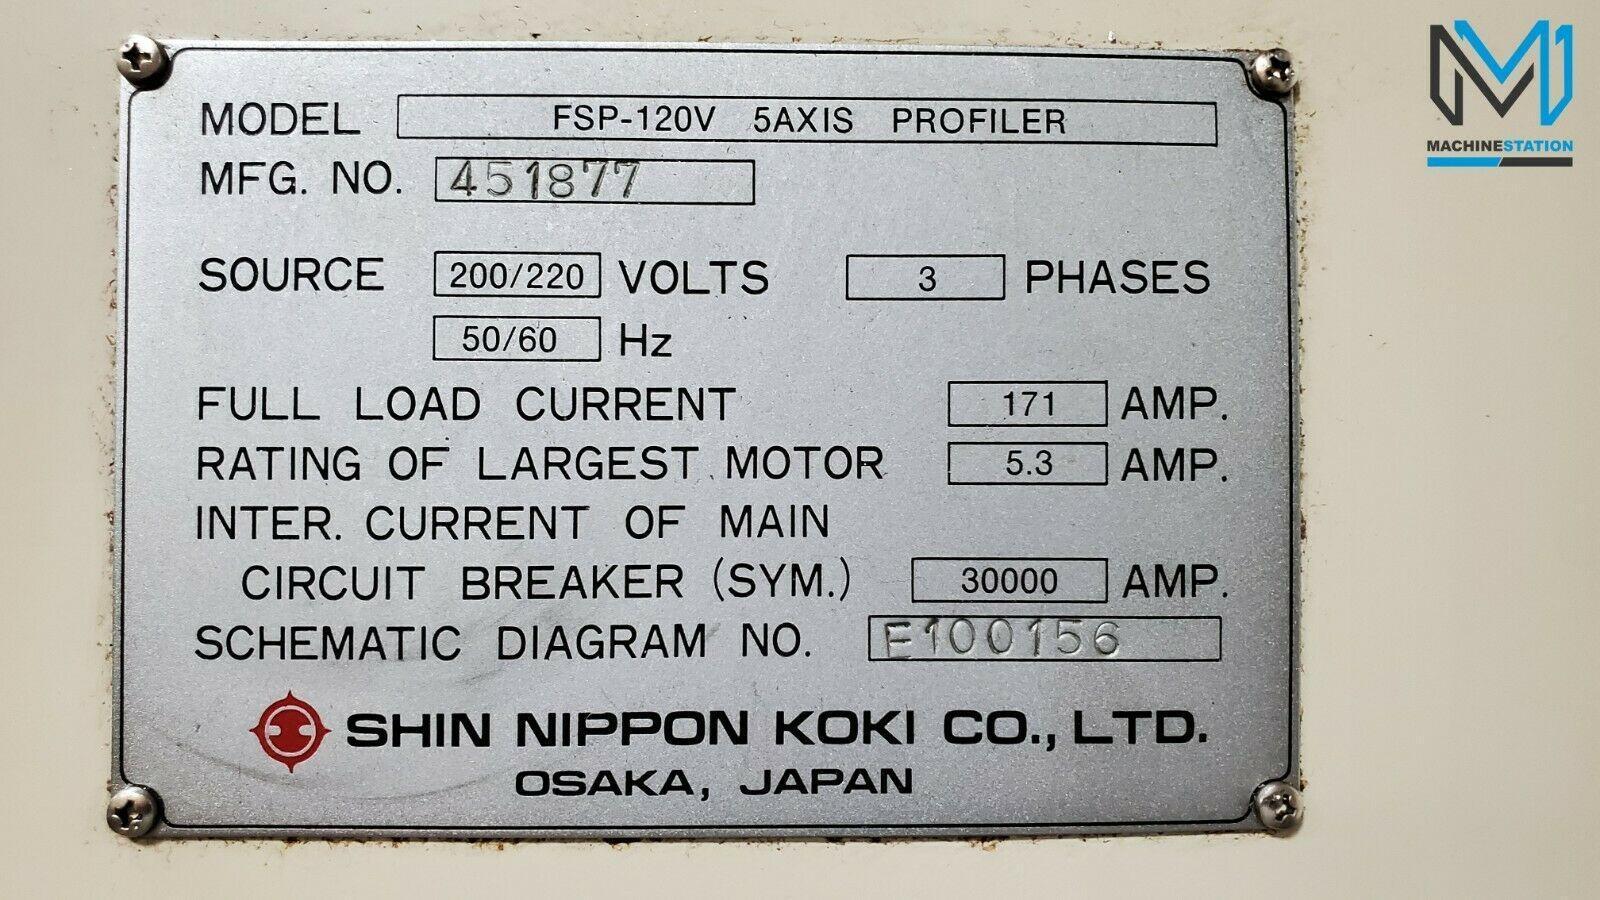 MODEL FSP-120V 5AXIS PROFILER
MFG. NO. 451877
SOURCE 200/220 VOLTS 3 PHASES
50/60 Hz
FULL LOAD CURRENT 171 AMP.
RATING OF LARGEST MOTOR 5.3 AMP.
INTER. CURRENT OF MAIN
CIRCUIT BREAKER (SYM.) 30000 AMP.
SCHEMATIC DIAGRAM NO. E100156
SHIN NIPPON KOKI CO., LTD.
OSAKA, JAPAN
MACHINESTATION